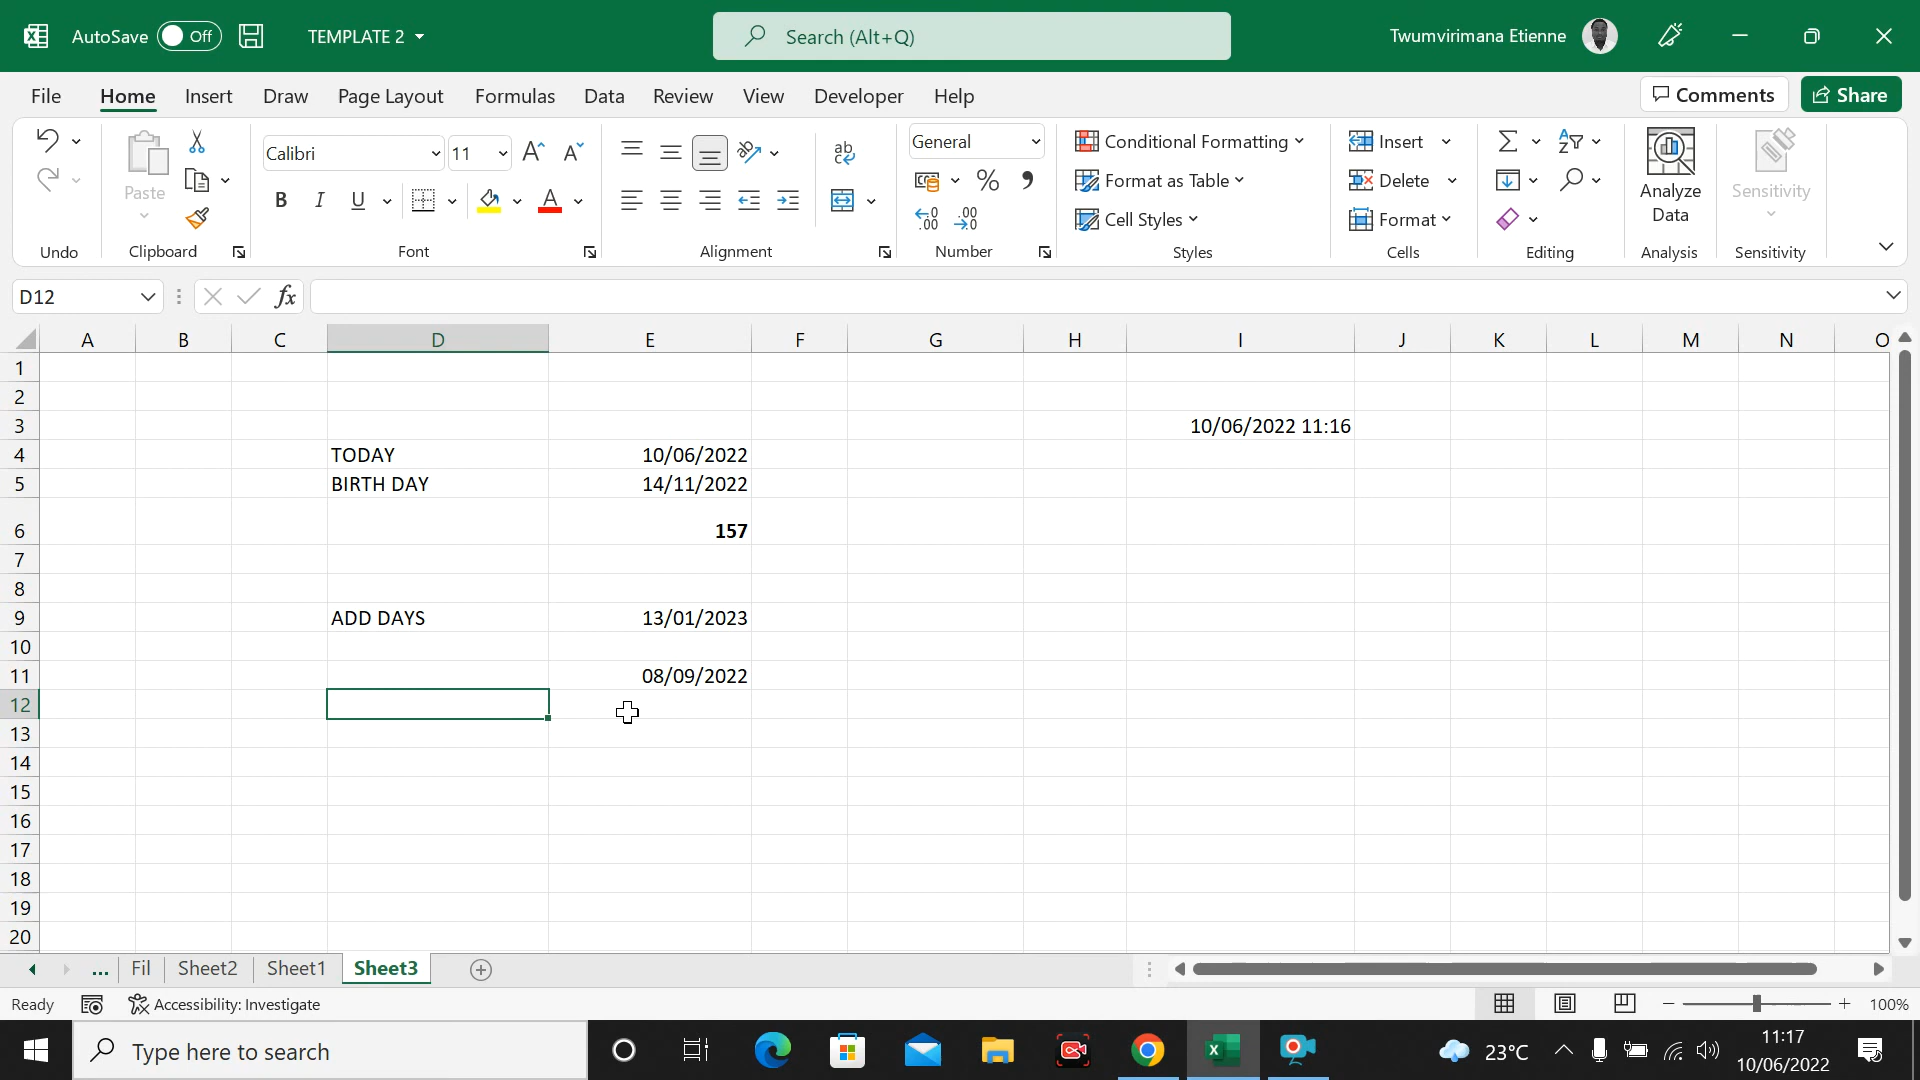 AutoSave Off TEMPLATE 2 Search (Alt+Q) Twumvirimana Etienne
File Home Insert Draw Page Layout Formulas Data Review View Developer Help Comments Share
Calibri 11 ab c General Conditional Formatting Insert
Paste Format as Table Delete Analyze Data Sensitivity
B I U Cell Styles Format
Undo Clipboard Font Alignment Number Styles Cells Editing Analysis Sensitivity
D12 fx
A B C D E F G H I J K L M N O
1
2
3 10/06/2022 11:16
4 TODAY 10/06/2022
5 BIRTH DAY 14/11/2022
6 157
7
8
9 ADD DAYS 13/01/2023
10
11 08/09/2022
12
13
14
15
16
17
18
19
20
... Fil Sheet2 Sheet1 Sheet3
Ready Accessibility: Investigate 100%
Type here to search 23°C 11:17
10/06/2022